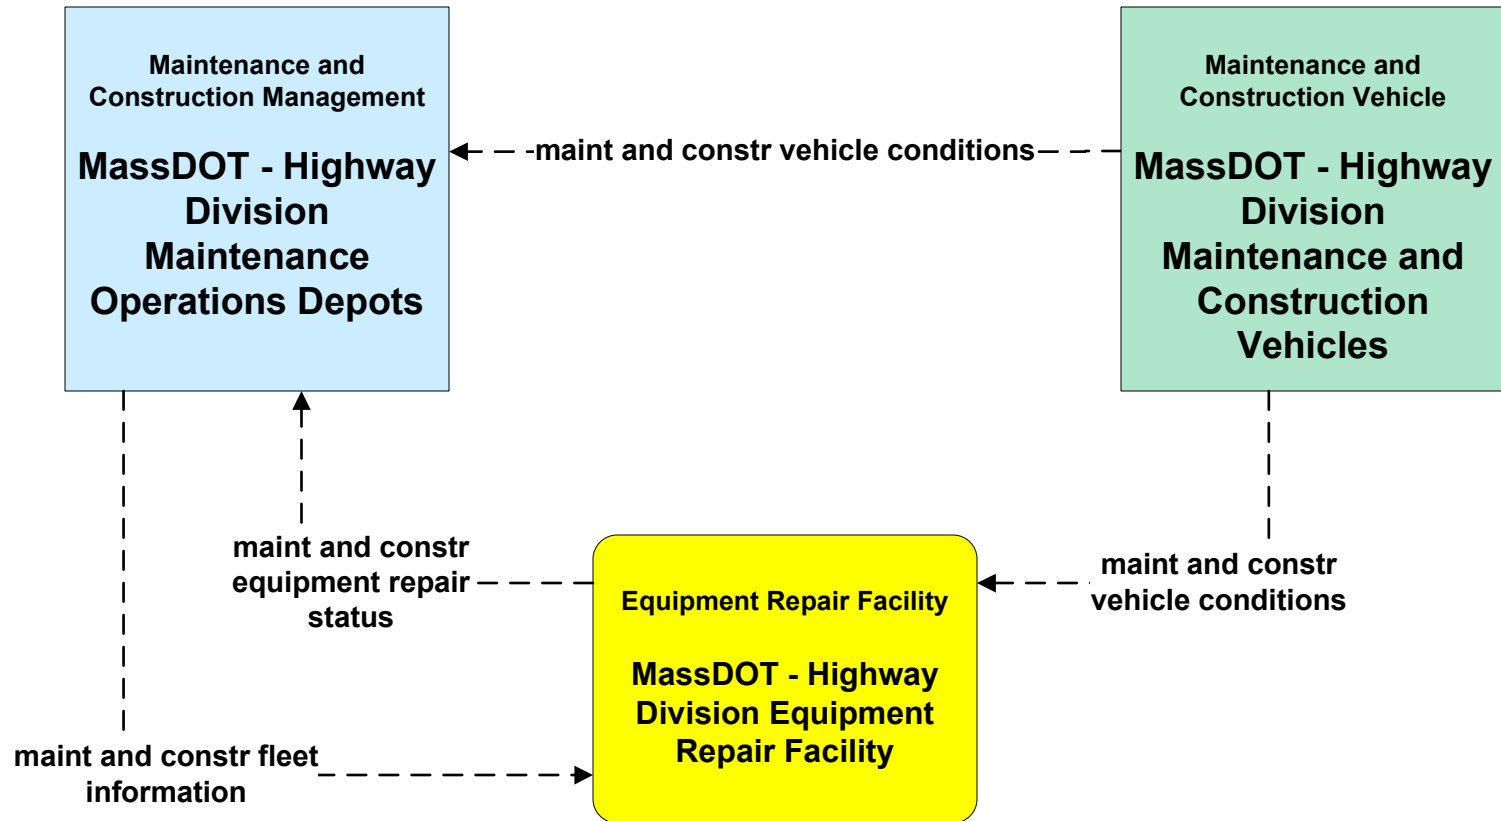 Maintenance and
Construction Management
MassDOT - Highway
Division
Maintenance
Operations Depots
maint and constr vehicle conditions
Maintenance and
Construction Vehicle
MassDOT - Highway
Division
Maintenance and
Construction
Vehicles
maint and constr
equipment repair
status
Equipment Repair Facility
MassDOT - Highway
Division Equipment
Repair Facility
maint and constr
vehicle conditions
maint and constr fleet
information